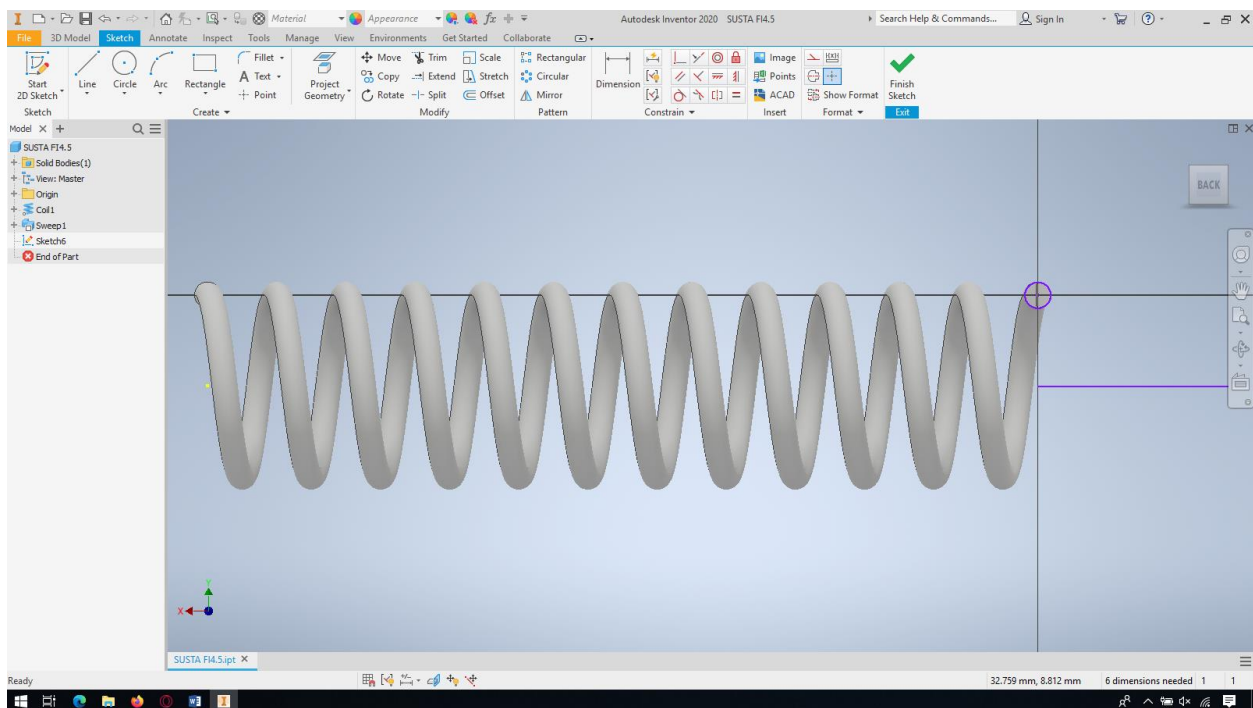 Material Appearance fx Autodesk Inventor 2020 SUSTA FI4.5 Search Help & Commands... Sign In
File 3D Model Sketch Annotate Inspect Tools Manage View Environments Get Started Collaborate
Fillet Move Trim Scale Rectangular Image
Start Line Circle Arc Rectangle A Text Project Copy Extend Stretch Circular Dimension Points Finish
2D Sketch Point Geometry Rotate Split Offset Mirror ACAD Show Format Sketch
Sketch Create Modify Pattern Constrain Insert Format Exit
Model
SUSTA FI4.5
Solid Bodies(1)
View: Master
Origin
Coil1
Sweep1
Sketch6
End of Part
BACK
Y
X
SUSTA FI4.5.ipt
Ready 32.759 mm, 8.812 mm 6 dimensions needed 1 1